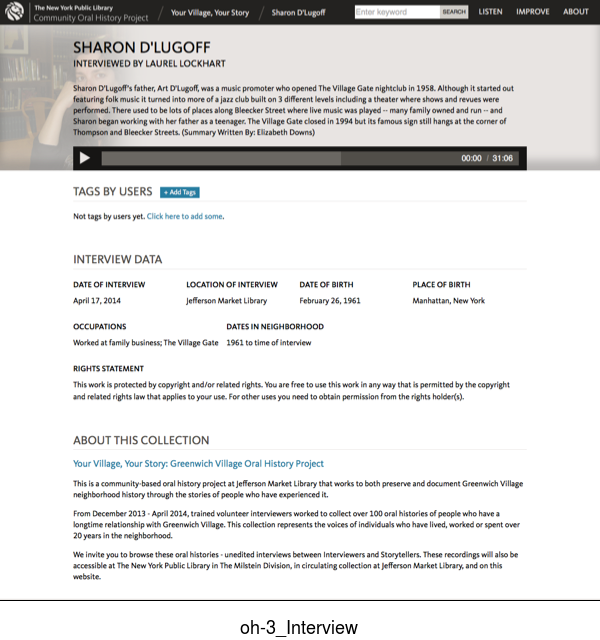 The New York Public Library
Community Oral History Project
Your Village, Your Story
Sharon D'Lugoff
Enter keyword
SEARCH
LISTEN
IMPROVE
ABOUT
SHARON D'LUGOFF
INTERVIEWED BY LAUREL LOCKHART
Sharon D'Lugoff's father, Art D'Lugoff, was a music promoter who opened The Village Gate nightclub in 1958. Although it started out
featuring folk music it turned into more of a jazz club built on 3 different levels including a theater where shows and revues were
performed. There used to be lots of places along Bleecker Street where live music was played -- many family owned and run -- and
Sharon began working with her father as a teenager. The Village Gate closed in 1994 but its famous sign still hangs at the corner of
Thompson and Bleecker Streets. (Summary Written By: Elizabeth Downs)
00:00 / 31:06
TAGS BY USERS
+ Add Tags
Not tags by users yet. Click here to add some.
INTERVIEW DATA
DATE OF INTERVIEW
April 17, 2014
LOCATION OF INTERVIEW
Jefferson Market Library
DATE OF BIRTH
February 26, 1961
PLACE OF BIRTH
Manhattan, New York
OCCUPATIONS
Worked at family business; The Village Gate
DATES IN NEIGHBORHOOD
1961 to time of interview
RIGHTS STATEMENT
This work is protected by copyright and/or related rights. You are free to use this work in any way that is permitted by the copyright
and related rights law that applies to your use. For other uses you need to obtain permission from the rights holder(s).
ABOUT THIS COLLECTION
Your Village, Your Story: Greenwich Village Oral History Project
This is a community-based oral history project at Jefferson Market Library that works to both preserve and document Greenwich Village
neighborhood history through the stories of people who have experienced it.
From December 2013 - April 2014, trained volunteer interviewers worked to collect over 100 oral histories of people who have a
longtime relationship with Greenwich Village. This collection represents the voices of individuals who have lived, worked or spent over
20 years in the neighborhood.
We invite you to browse these oral histories - unedited interviews between Interviewers and Storytellers. These recordings will also be
accessible at The New York Public Library in The Milstein Division, in circulating collection at Jefferson Market Library, and on this
website.
oh-3_Interview